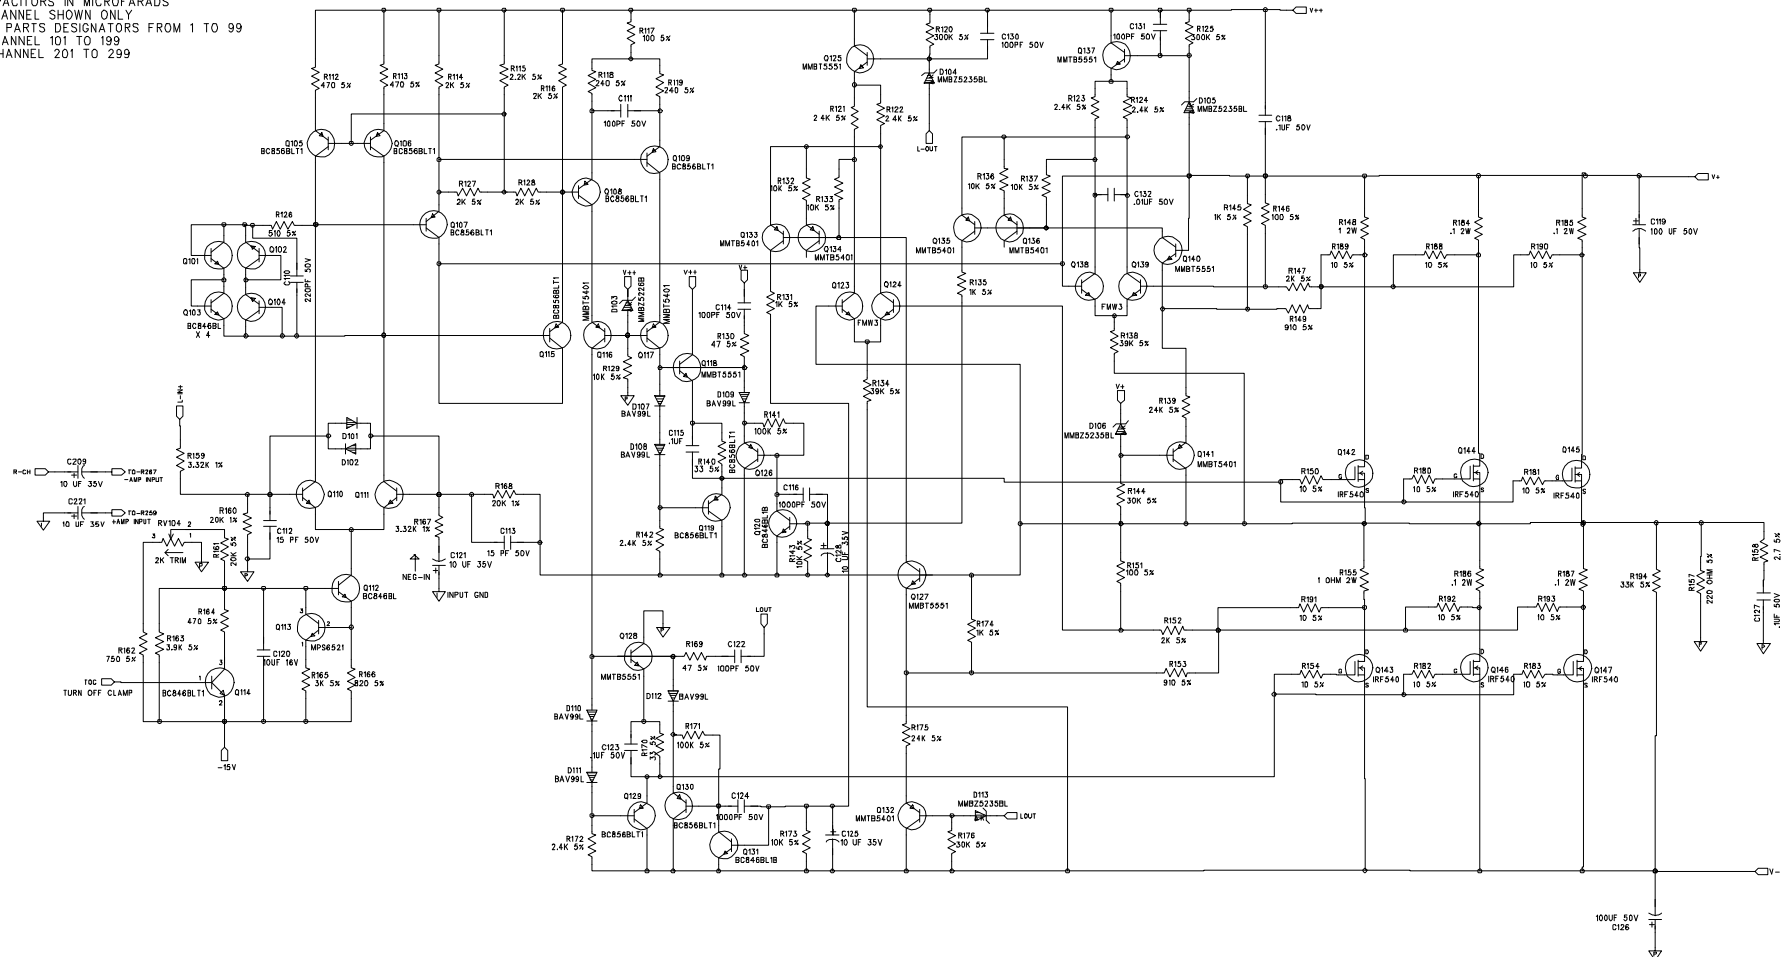 PACITORS IN MICROFARADS
ANNEL SHOWN ONLY
PARTS DESIGNATORS FROM 1 TO 99
ANNEL 101 TO 199
HANNEL 201 TO 299
V++
R117
100 5%
R120
300K 5%
C130
100PF 50V
C131
100PF 50V
R125
300K 5%
Q125
MMBT5551
Q137
MMTB5551
D104
MMBZ5235BL
L-OUT
R112
470 5%
R113
470 5%
R114
2K 5%
R115
2.2K 5%
R116
2K 5%
R118
240 5%
R119
240 5%
C111
100PF 50V
R121
2 4K 5%
R122
2 4K 5%
R123
2.4K 5%
R124
2.4K 5%
D105
MMBZ5235BL
C118
.1UF 50V
Q105
BC856BLT1
Q106
BC856BLT1
Q109
BC856BLT1
R127
2K 5%
R128
2K 5%
Q108
BC856BLT1
R132
10K 5%
R133
10K 5%
R136
10K 5%
R137
10K 5%
C132
.01UF 50V
V+
R145
1K 5%
R146
100 5%
R148
1 2W
R184
.1 2W
R185
.1 2W
C119
100 UF 50V
R126
510 5%
Q107
BC856BLT1
Q101
Q102
Q103
Q104
BC846BL
X 4
C110
220PF 50V
Q133
MMTB5401
Q134
MMTB5401
Q135
MMTB5401
Q136
MMTB5401
Q140
MMBT5551
R189
10 5%
R188
10 5%
R190
10 5%
Q138
Q139
FMW3
R147
2K 5%
R149
910 5%
BC856BLT1
Q115
MMBT5401
Q116
V++
D103
MMBZ5226B
MMBT5401
Q117
R129
10K 5%
V++
V+
C114
100PF 50V
R130
47 5%
Q118
MMBT5551
R131
1K 5%
Q123
Q124
FMW3
R135
1K 5%
R138
39K 5%
R134
39K 5%
D109
BAV99L
D107
BAV99L
D108
BAV99L
R141
100K 5%
C115
.1UF
R140
33 5%
BC856BLT1
Q126
V+
D106
MMBZ5235BL
R139
24K 5%
Q141
MMBT5401
L-IN+
R159
3.32K 1%
D101
D102
R-CH
C209
10 UF 35V
TO-R267
-AMP INPUT
C221
10 UF 35V
TO-R259
+AMP INPUT
Q110
Q111
R168
20K 1%
R167
3.32K 1%
C113
15 PF 50V
C121
10 UF 35V
NEG-IN
INPUT GND
R160
20K 1%
C112
15 PF 50V
RV104
3
2
1
2K TRIM
R161
20K 5%
C116
1000PF 50V
Q119
BC856BLT1
Q120
BC846BL1B
R142
2.4K 5%
R143
10K 5%
C128
10 UF 35V
R144
30K 5%
R150
10 5%
R180
10 5%
R181
10 5%
Q142
IRF540
Q144
IRF540
Q145
IRF540
G
D
S
G
D
S
G
D
S
Q112
BC846BL
Q127
MMBT5551
R151
100 5%
R155
1 OHM 2W
R186
.1 2W
R187
.1 2W
R194
33K 5%
R157
220 OHM 5%
R158
2.7 5%
C127
.1UF 50V
R164
470 5%
Q113
3
2
1
MPS6521
R162
750 5%
R163
3.9K 5%
C120
10UF 16V
R165
3K 5%
R166
820 5%
TOC
TURN OFF CLAMP
BC846BLT1
Q114
1
3
2
-15V
Q128
MMTB5551
R169
47 5%
C122
100PF 50V
LOUT
D112
BAV99L
R174
1K 5%
R152
2K 5%
R153
910 5%
R191
10 5%
R192
10 5%
R193
10 5%
R154
10 5%
R182
10 5%
R183
10 5%
Q143
IRF540
Q146
IRF540
Q147
IRF540
G
D
S
G
D
S
G
D
S
D110
BAV99L
D111
BAV99L
C123
.1UF 50V
R170
33 5%
R171
100K 5%
R175
24K 5%
Q129
BC856BLT1
Q130
BC856BLT1
C124
1000PF 50V
Q131
BC846BL1B
R172
2.4K 5%
R173
10K 5%
C125
10 UF 35V
Q132
MMTB5401
D113
MMBZ5235BL
LOUT
R176
30K 5%
V-
100UF 50V
C126